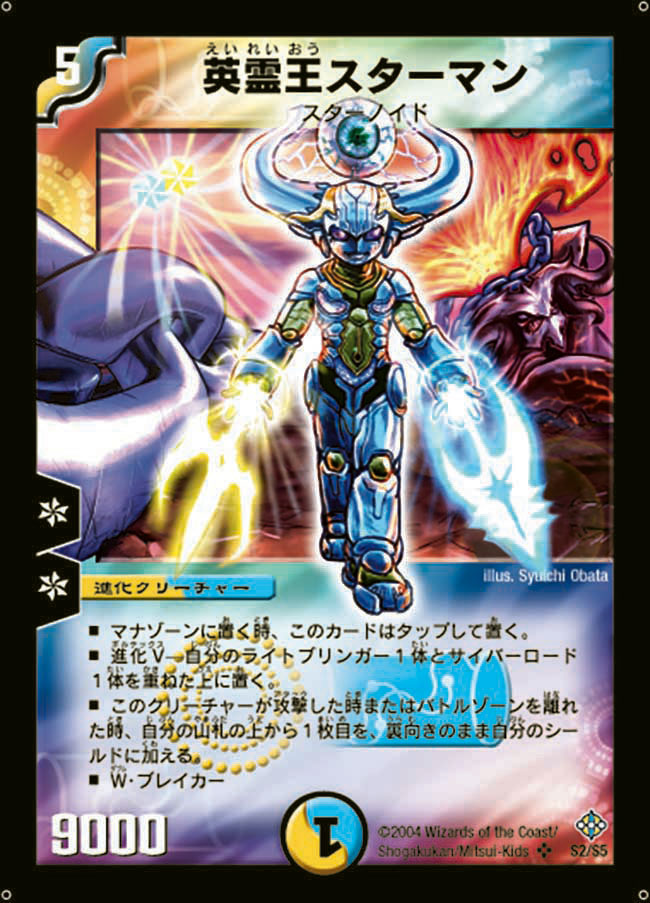 5
えいれいおう
英霊王スターマン
スターノイド
illus. Syuichi Obata
進化クリーチャー
■ マナゾーンに置く時、このカードはタップして置く。
■ 進化V—自分のライトブリンガー1体とサイバーロード
1体を重ねた上に置く。
■ このクリーチャーが攻撃した時またはバトルゾーンを離れ
た時、自分の山札の上から1枚目を、裏向きのまま自分のシー
ルドに加える。
■ W・ブレイカー
9000
1
©2004 Wizards of the Coast/
Shogakukan/Mitsui-Kids
S2/S5